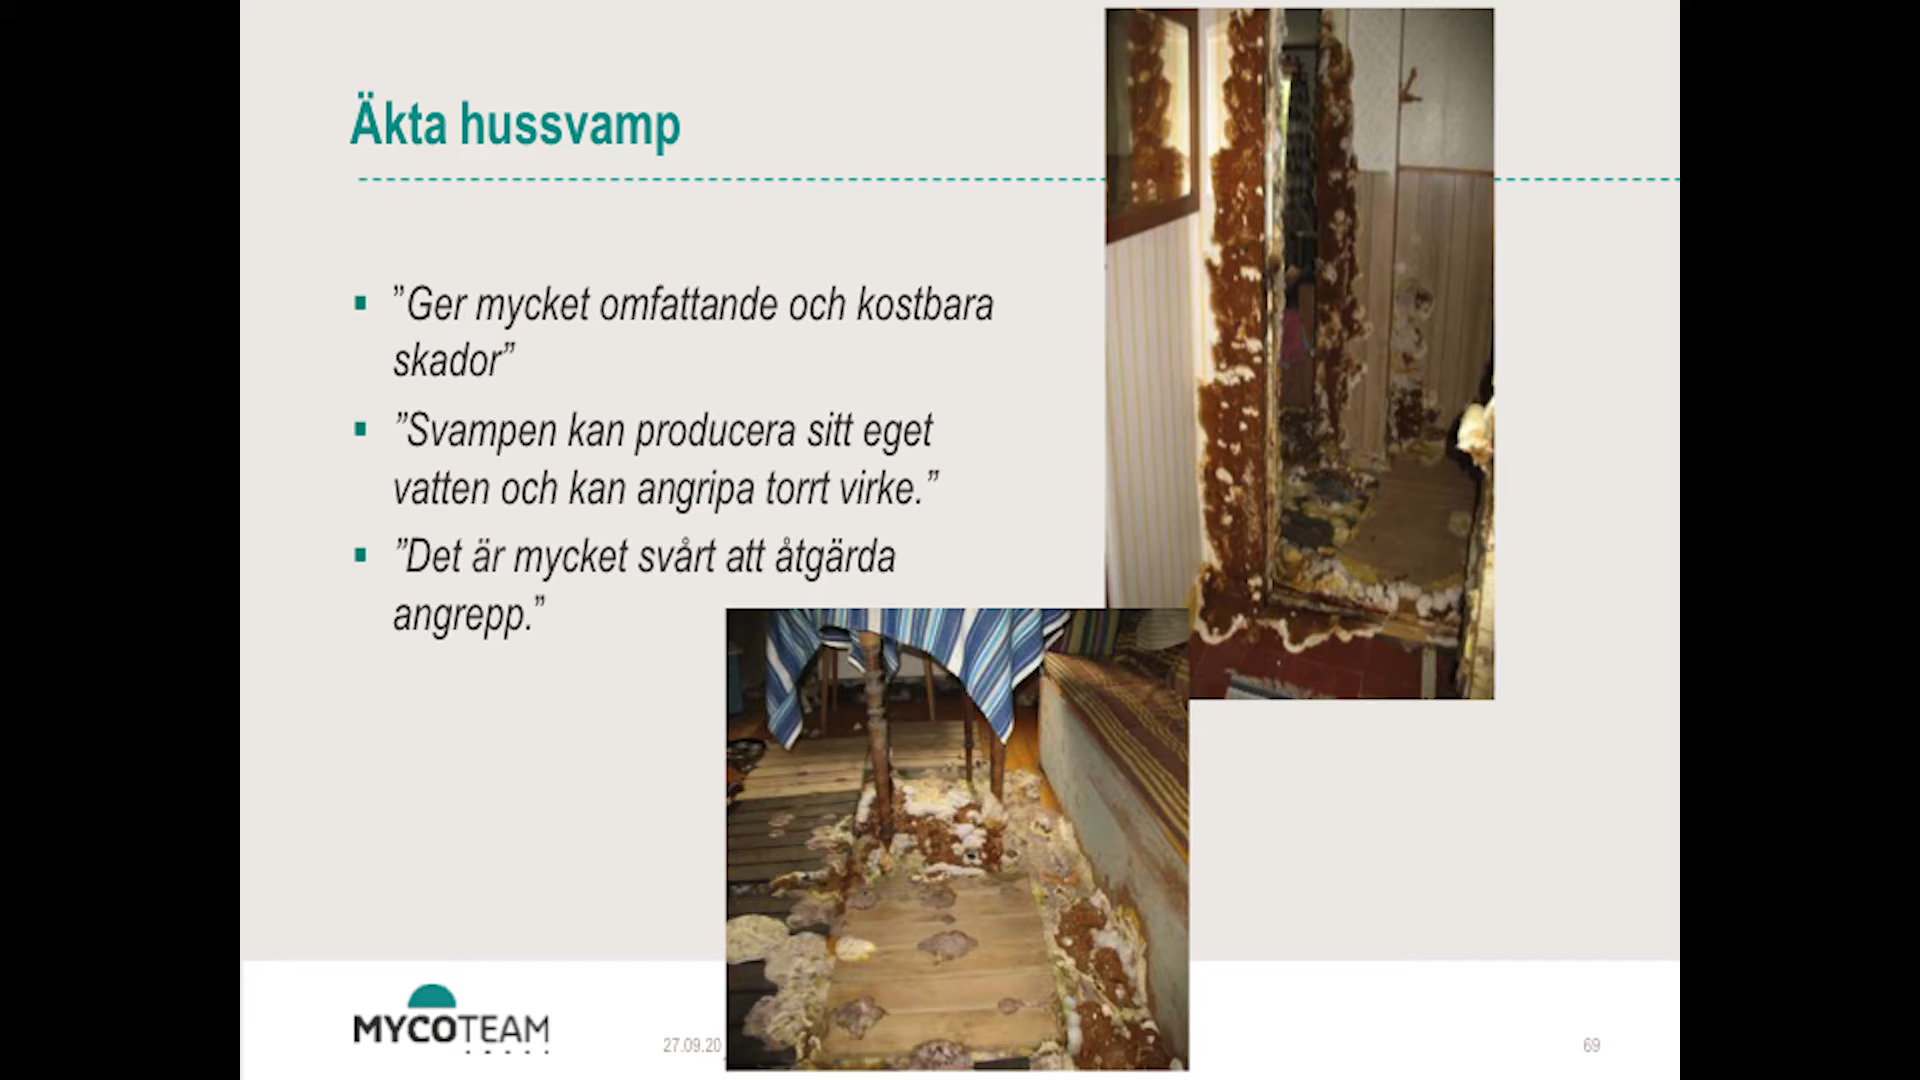 Äkta hussvamp
”Ger mycket omfattande och kostbara
skador”
”Svampen kan producera sitt eget
vatten och kan angripa torrt virke.”
”Det är mycket svårt att åtgärda
angrepp.”
MYCOTEAM
27.09.20
69